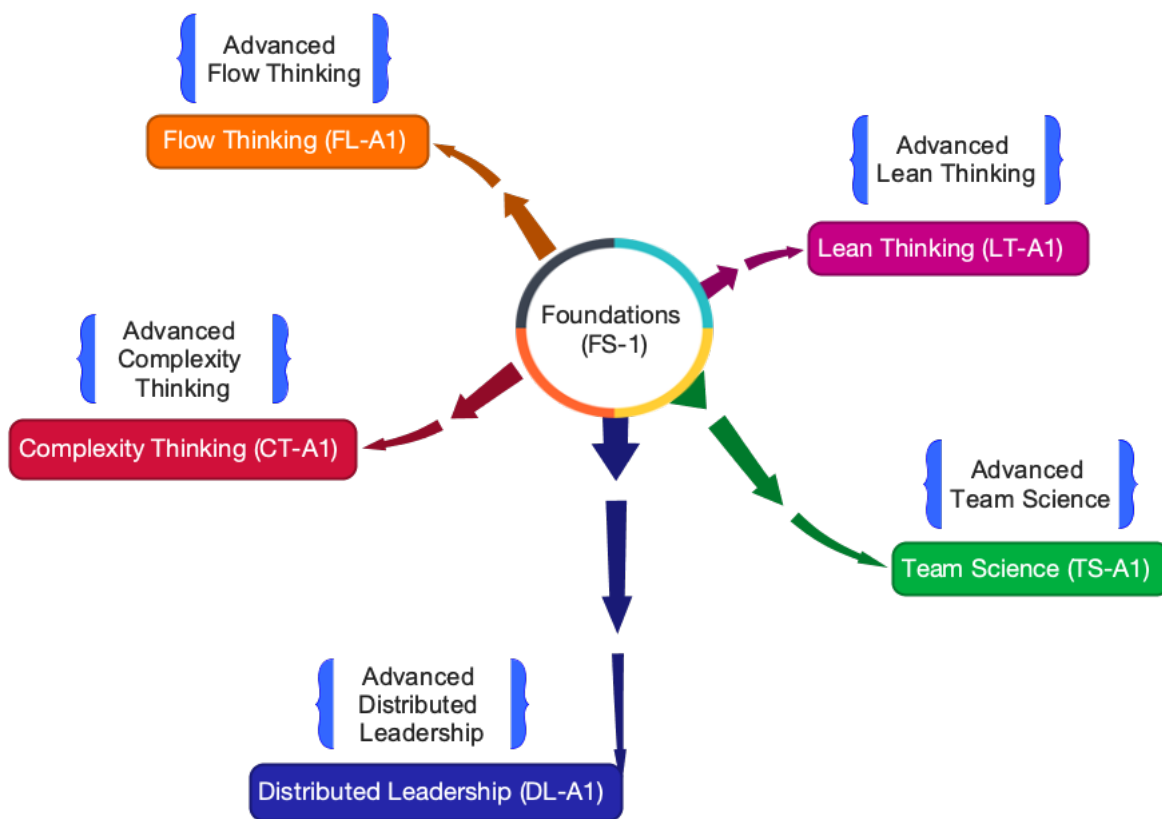 Advanced
Flow Thinking
Flow Thinking (FL-A1)
Advanced
Lean Thinking
Lean Thinking (LT-A1)
Foundations
(FS-1)
Advanced
Complexity
Thinking
Complexity Thinking (CT-A1)
Advanced
Team Science
Team Science (TS-A1)
Advanced
Distributed
Leadership
Distributed Leadership (DL-A1)